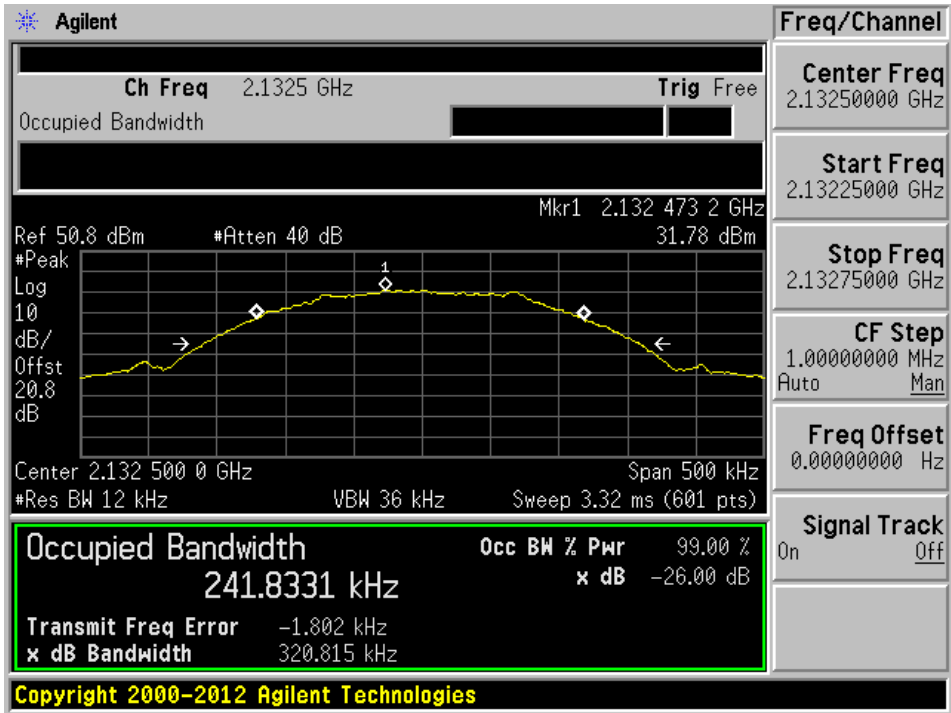 Agilent
Freq/Channel
Ch Freq 2.1325 GHz Trig Free
Occupied Bandwidth
Center Freq
2.13250000 GHz
Start Freq
2.13225000 GHz
Stop Freq
2.13275000 GHz
CF Step
1.00000000 MHz
Auto Man
Freq Offset
0.00000000 Hz
Signal Track
On Off
Mkr1 2.132 473 2 GHz
Ref 50.8 dBm #Atten 40 dB 31.78 dBm
#Peak
Log
10
dB/
Offst
20.8
dB
1
Center 2.132 500 0 GHz Span 500 kHz
#Res BW 12 kHz VBW 36 kHz Sweep 3.32 ms (601 pts)
Occupied Bandwidth
241.8331 kHz
Occ BW % Pwr 99.00 %
x dB -26.00 dB
Transmit Freq Error -1.802 kHz
x dB Bandwidth 320.815 kHz
Copyright 2000-2012 Agilent Technologies